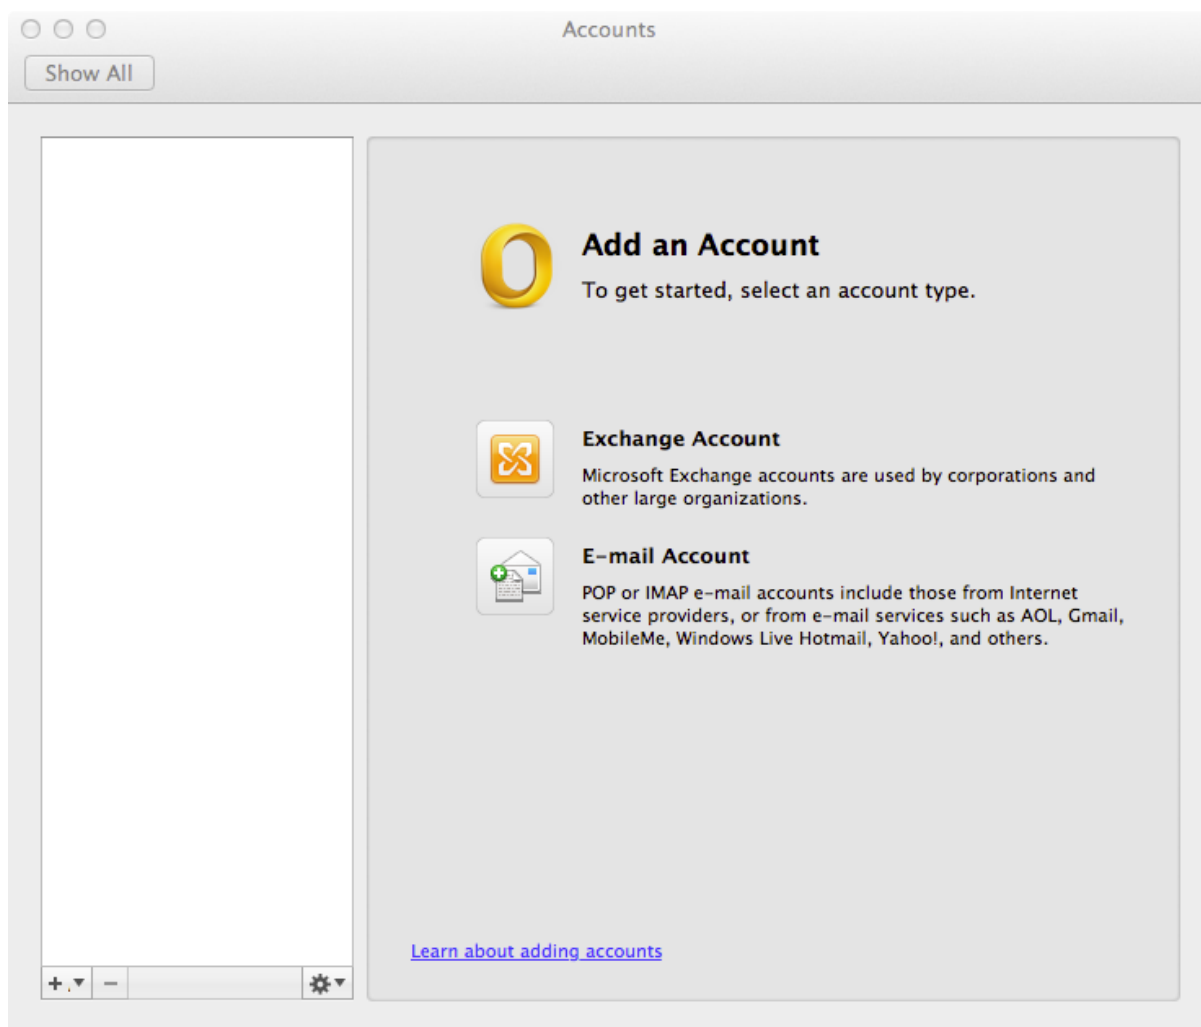 Accounts
Show All
Add an Account
To get started, select an account type.
Exchange Account
Microsoft Exchange accounts are used by corporations and
other large organizations.
E-mail Account
POP or IMAP e-mail accounts include those from Internet
service providers, or from e-mail services such as AOL, Gmail,
MobileMe, Windows Live Hotmail, Yahoo!, and others.
Learn about adding accounts